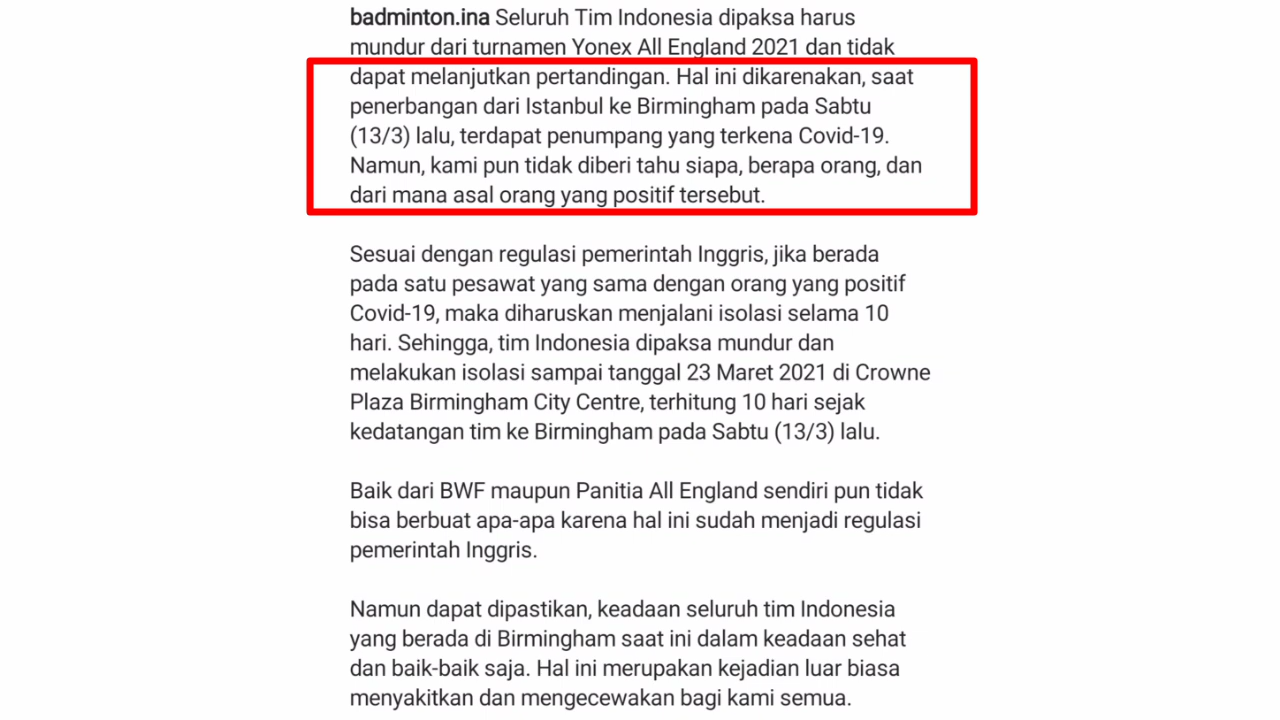 badminton.ina Seluruh Tim Indonesia dipaksa harus
mundur dari turnamen Yonex All England 2021 dan tidak
dapat melanjutkan pertandingan. Hal ini dikarenakan, saat
penerbangan dari Istanbul ke Birmingham pada Sabtu
(13/3) lalu, terdapat penumpang yang terkena Covid-19.
Namun, kami pun tidak diberi tahu siapa, berapa orang, dan
dari mana asal orang yang positif tersebut.
Sesuai dengan regulasi pemerintah Inggris, jika berada
pada satu pesawat yang sama dengan orang yang positif
Covid-19, maka diharuskan menjalani isolasi selama 10
hari. Sehingga, tim Indonesia dipaksa mundur dan
melakukan isolasi sampai tanggal 23 Maret 2021 di Crowne
Plaza Birmingham City Centre, terhitung 10 hari sejak
kedatangan tim ke Birmingham pada Sabtu (13/3) lalu.
Baik dari BWF maupun Panitia All England sendiri pun tidak
bisa berbuat apa-apa karena hal ini sudah menjadi regulasi
pemerintah Inggris.
Namun dapat dipastikan, keadaan seluruh tim Indonesia
yang berada di Birmingham saat ini dalam keadaan sehat
dan baik-baik saja. Hal ini merupakan kejadian luar biasa
menyakitkan dan mengecewakan bagi kami semua.